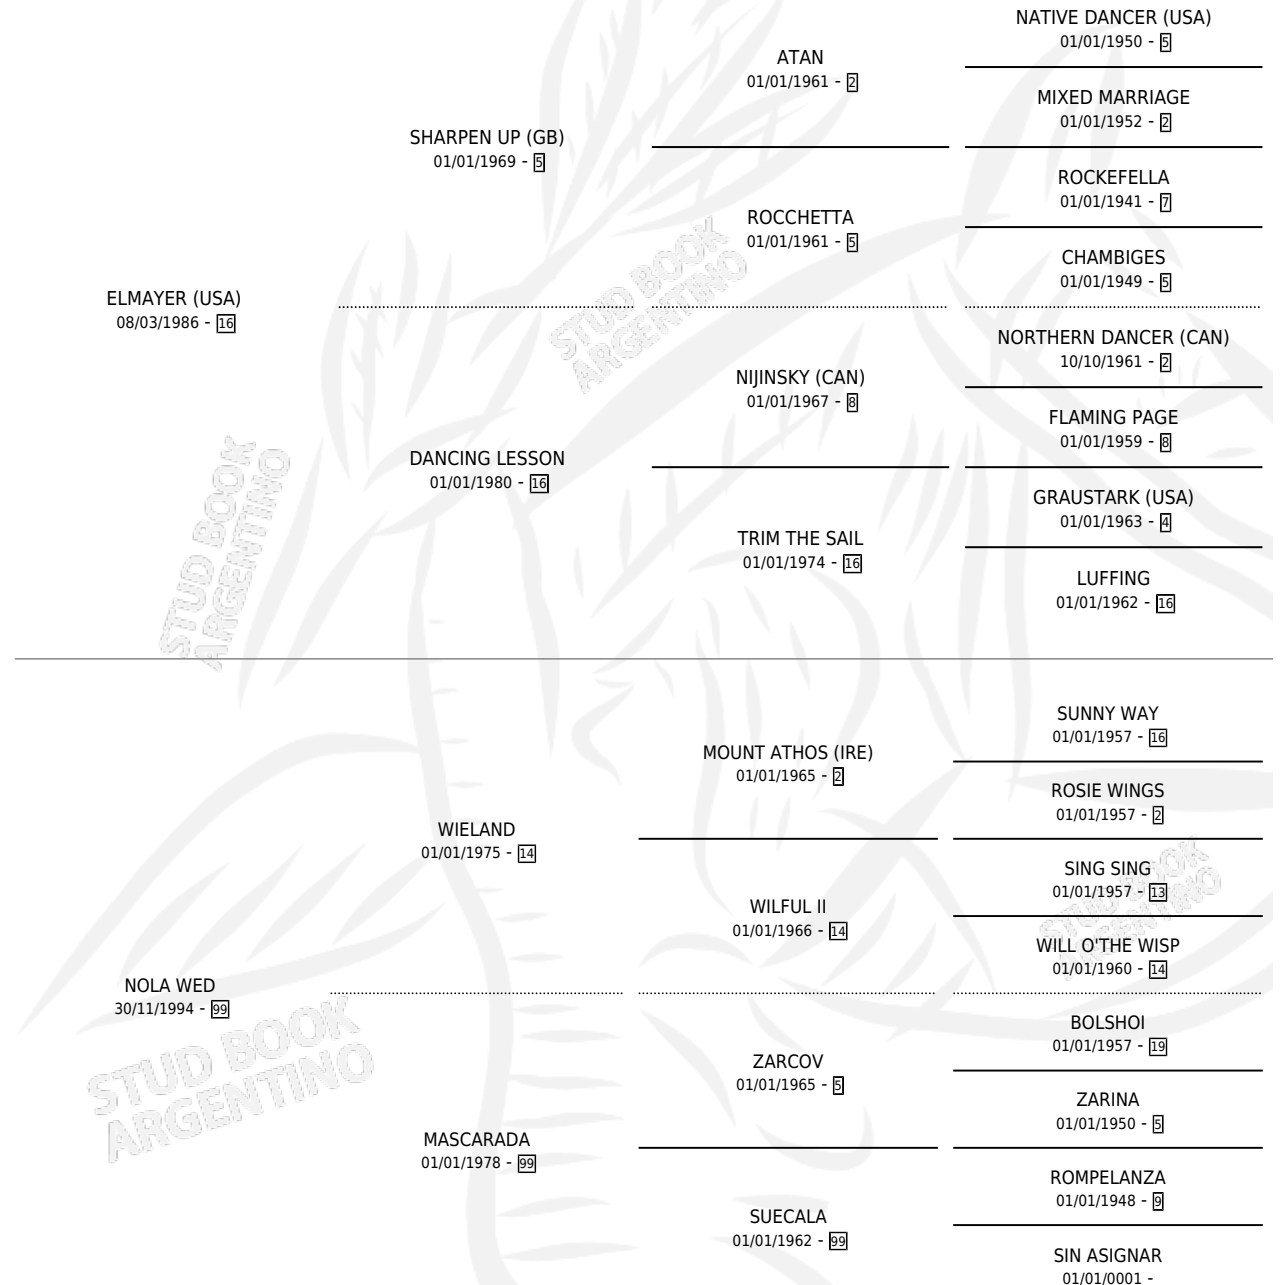 ELMAYER (USA)
08/03/1986 - 16
SHARPEN UP (GB)
01/01/1969 - 5
DANCING LESSON
01/01/1980 - 16
ATAN
01/01/1961 - 2
ROCCHETTA
01/01/1961 - 5
NIJINSKY (CAN)
01/01/1967 - 8
TRIM THE SAIL
01/01/1974 - 16
NATIVE DANCER (USA)
01/01/1950 - 5
MIXED MARRIAGE
01/01/1952 - 2
ROCKEFELLA
01/01/1941 - 7
CHAMBIGES
01/01/1949 - 5
NORTHERN DANCER (CAN)
10/10/1961 - 2
FLAMING PAGE
01/01/1959 - 8
GRAUSTARK (USA)
01/01/1963 - 4
LUFFING
01/01/1962 - 16
STUD BOOK
ARGENTINO
STUD BOOK
ARGENTINO
NOLA WED
30/11/1994 - 99
WIELAND
01/01/1975 - 14
MASCARADA
01/01/1978 - 99
MOUNT ATHOS (IRE)
01/01/1965 - 2
WILFUL II
01/01/1966 - 14
ZARCOV
01/01/1965 - 5
SUECALA
01/01/1962 - 99
SUNNY WAY
01/01/1957 - 16
ROSIE WINGS
01/01/1957 - 2
SING SING
01/01/1957 - 13
WILL O'THE WISP
01/01/1960 - 14
BOLSHOI
01/01/1957 - 19
ZARINA
01/01/1950 - 5
ROMPELANZA
01/01/1948 - 9
SIN ASIGNAR
01/01/0001 -
STUD BOOK
ARGENTINO
STUD BOOK
ARGENTINO